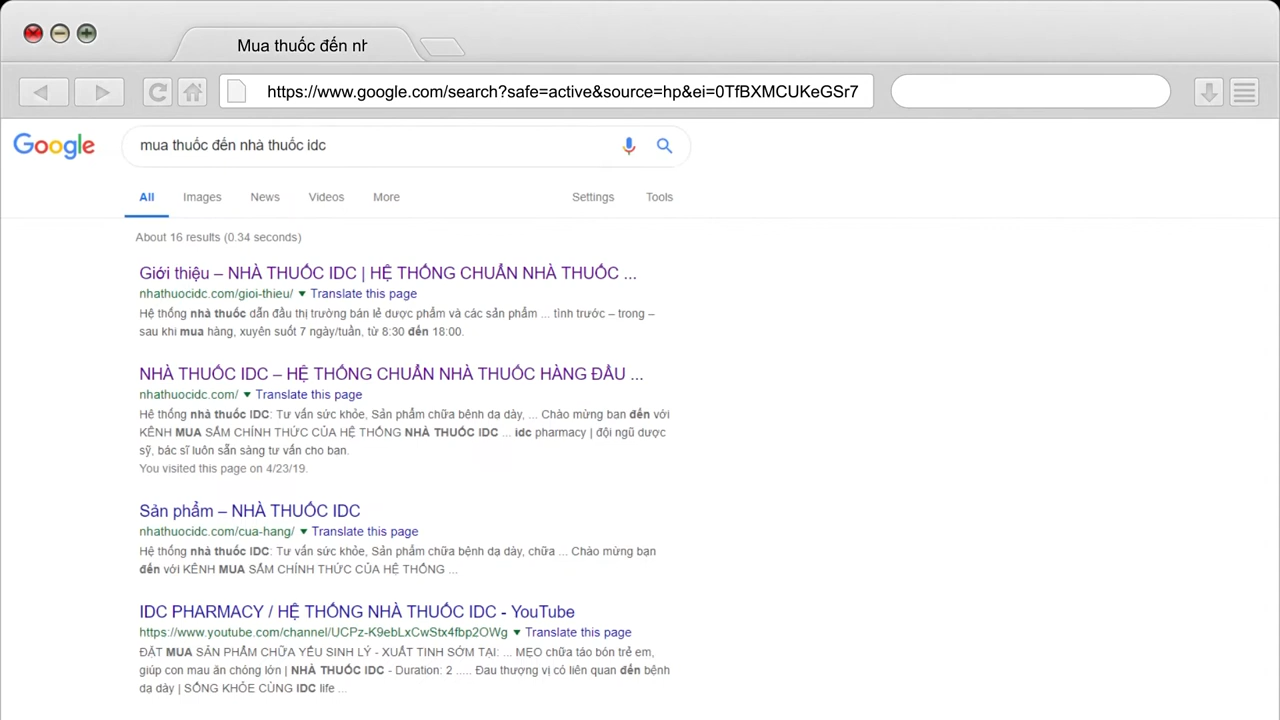 Mua thuốc đến nh
https://www.google.com/search?safe=active&source=hp&ei=0TfBXMCUKeGSr7
Google
mua thuốc đến nhà thuốc idc
All Images News Videos More Settings Tools
About 16 results (0.34 seconds)
Giới thiệu – NHÀ THUỐC IDC | HỆ THỐNG CHUẨN NHÀ THUỐC ...
nhathuocidc.com/gioi-thieu/ ▼ Translate this page
Hệ thống nhà thuốc dẫn đầu thị trường bán lẻ dược phẩm và các sản phẩm ... tình trước – trong –
sau khi mua hàng, xuyên suốt 7 ngày/tuần, từ 8:30 đến 18:00.
NHÀ THUỐC IDC – HỆ THỐNG CHUẨN NHÀ THUỐC HÀNG ĐẦU ...
nhathuocidc.com/ ▼ Translate this page
Hệ thống nhà thuốc IDC: Tư vấn sức khỏe, Sản phẩm chữa bệnh dạ dày, ... Chào mừng bạn đến với
KÊNH MUA SẮM CHÍNH THỨC CỦA HỆ THỐNG NHÀ THUỐC IDC ... idc pharmacy | đội ngũ dược
sỹ, bác sĩ luôn sẵn sàng tư vấn cho bạn.
You visited this page on 4/23/19.
Sản phẩm – NHÀ THUỐC IDC
nhathuocidc.com/cua-hang/ ▼ Translate this page
Hệ thống nhà thuốc IDC: Tư vấn sức khỏe, Sản phẩm chữa bệnh dạ dày, chữa ... Chào mừng bạn
đến với KÊNH MUA SẮM CHÍNH THỨC CỦA HỆ THỐNG ...
IDC PHARMACY / HỆ THỐNG NHÀ THUỐC IDC - YouTube
https://www.youtube.com/channel/UCPz-K9ebLxCwStx4fbp2OWg ▼ Translate this page
ĐẶT MUA SẢN PHẨM CHỮA YẾU SINH LÝ - XUẤT TINH SỚM TẠI: ... MẸO chữa táo bón trẻ em,
giúp con mau ăn chóng lớn | NHÀ THUỐC IDC - Duration: 2 ..... Đau thượng vị có liên quan đến bệnh
dạ dày | SỐNG KHỎE CÙNG IDC life ...